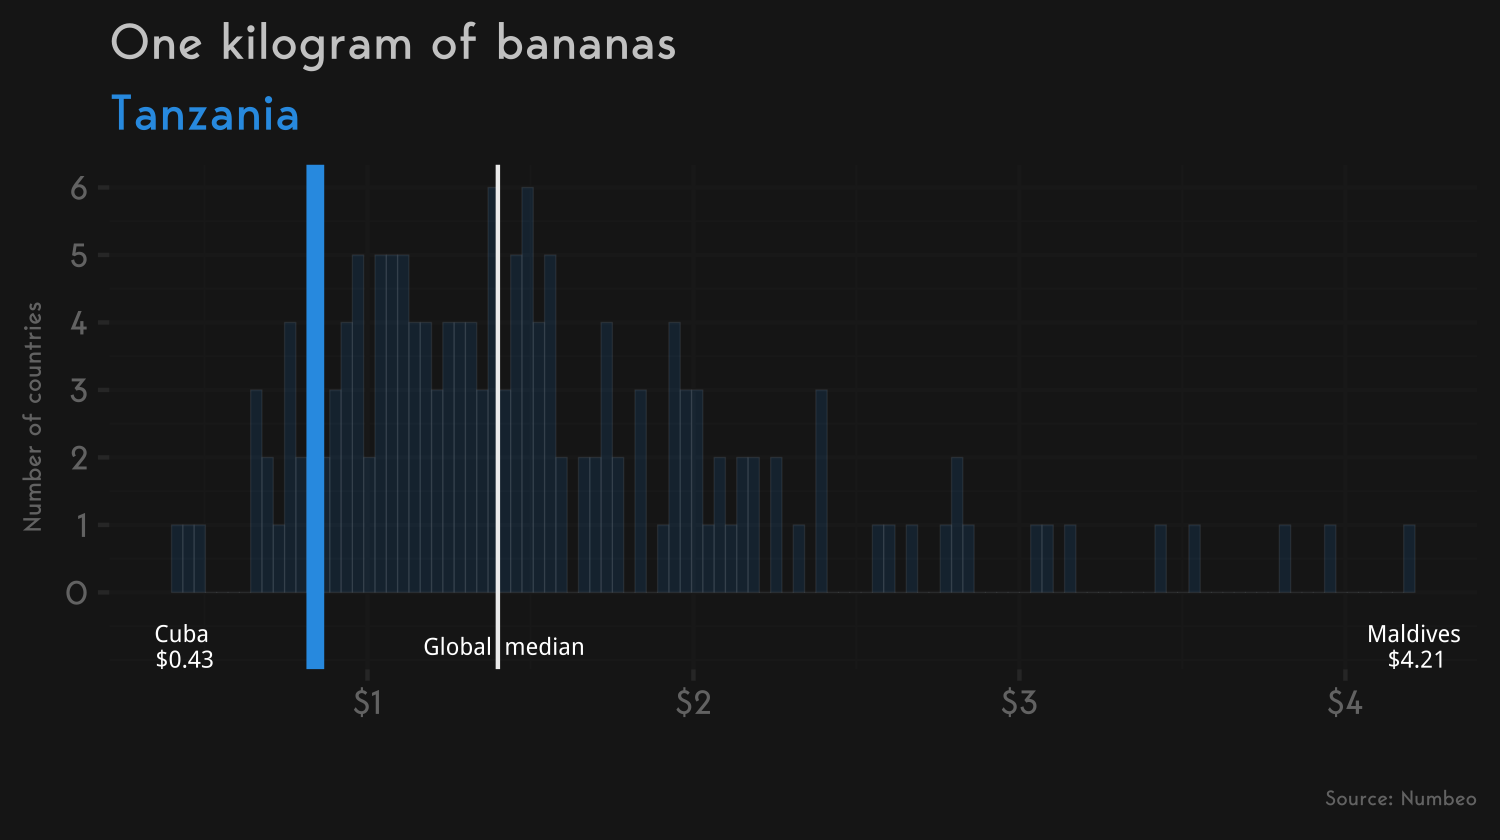 One kilogram of bananas
Tanzania
Number of countries
6
5
4
3
2
1
0
Cuba
$0.43
Global median
Maldives
$4.21
$1 $2 $3 $4
Source: Numbeo